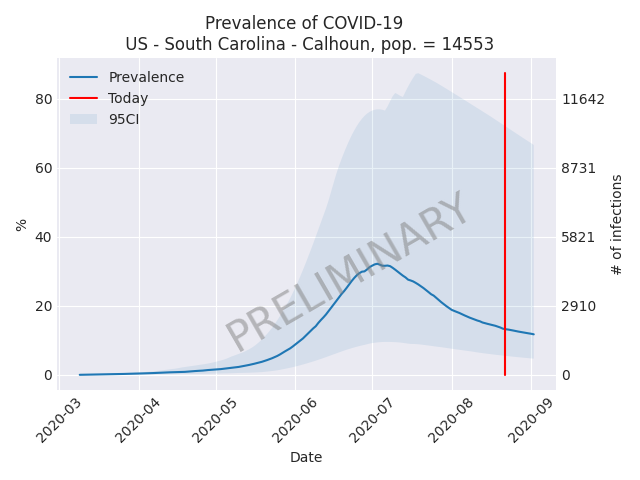 Prevalence of COVID-19
US - South Carolina - Calhoun, pop. = 14553
Prevalence
Today
95CI
80
60
40
20
0
%
11642
8731
5821
2910
0
# of infections
PRELIMINARY
2020-03
2020-04
2020-05
2020-06
2020-07
2020-08
2020-09
Date